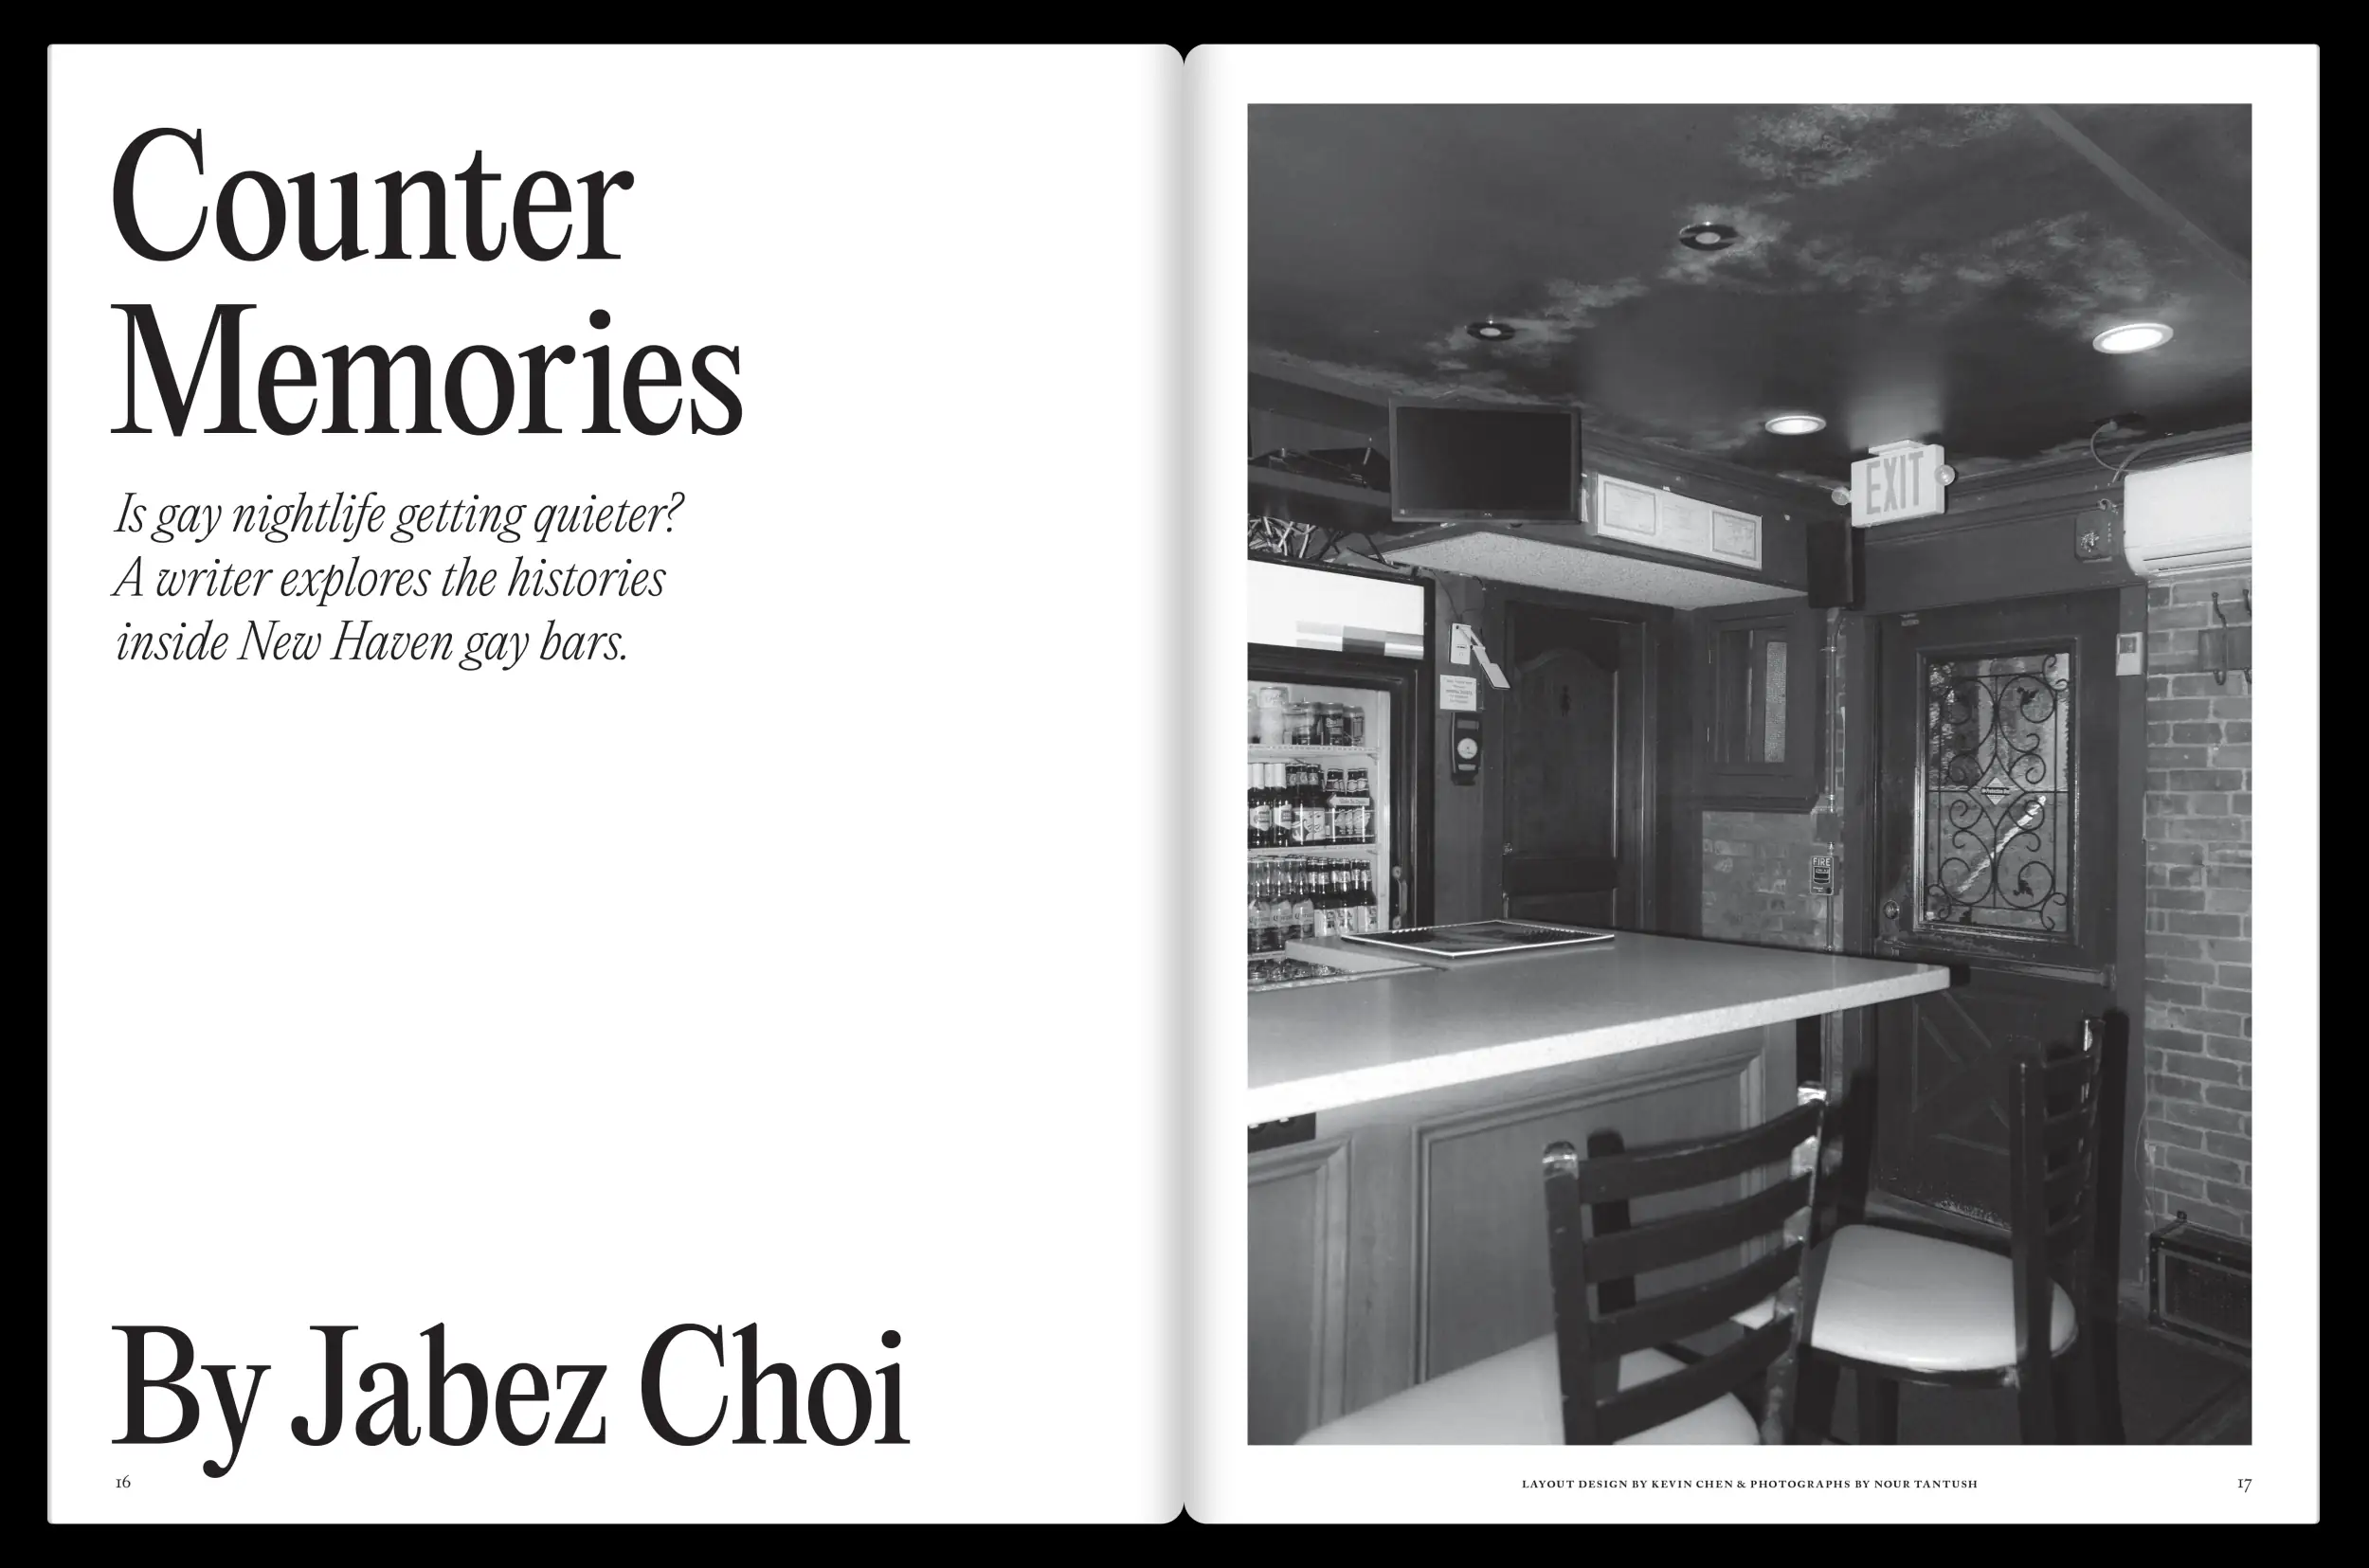 Counter
Memories
Is gay nightlife getting quieter?
A writer explores the histories
inside New Haven gay bars.
By Jabez Choi
16
EXIT
FIRE
LAYOUT DESIGN BY KEVIN CHEN & PHOTOGRAPHS BY NOUR TANTUSH
17